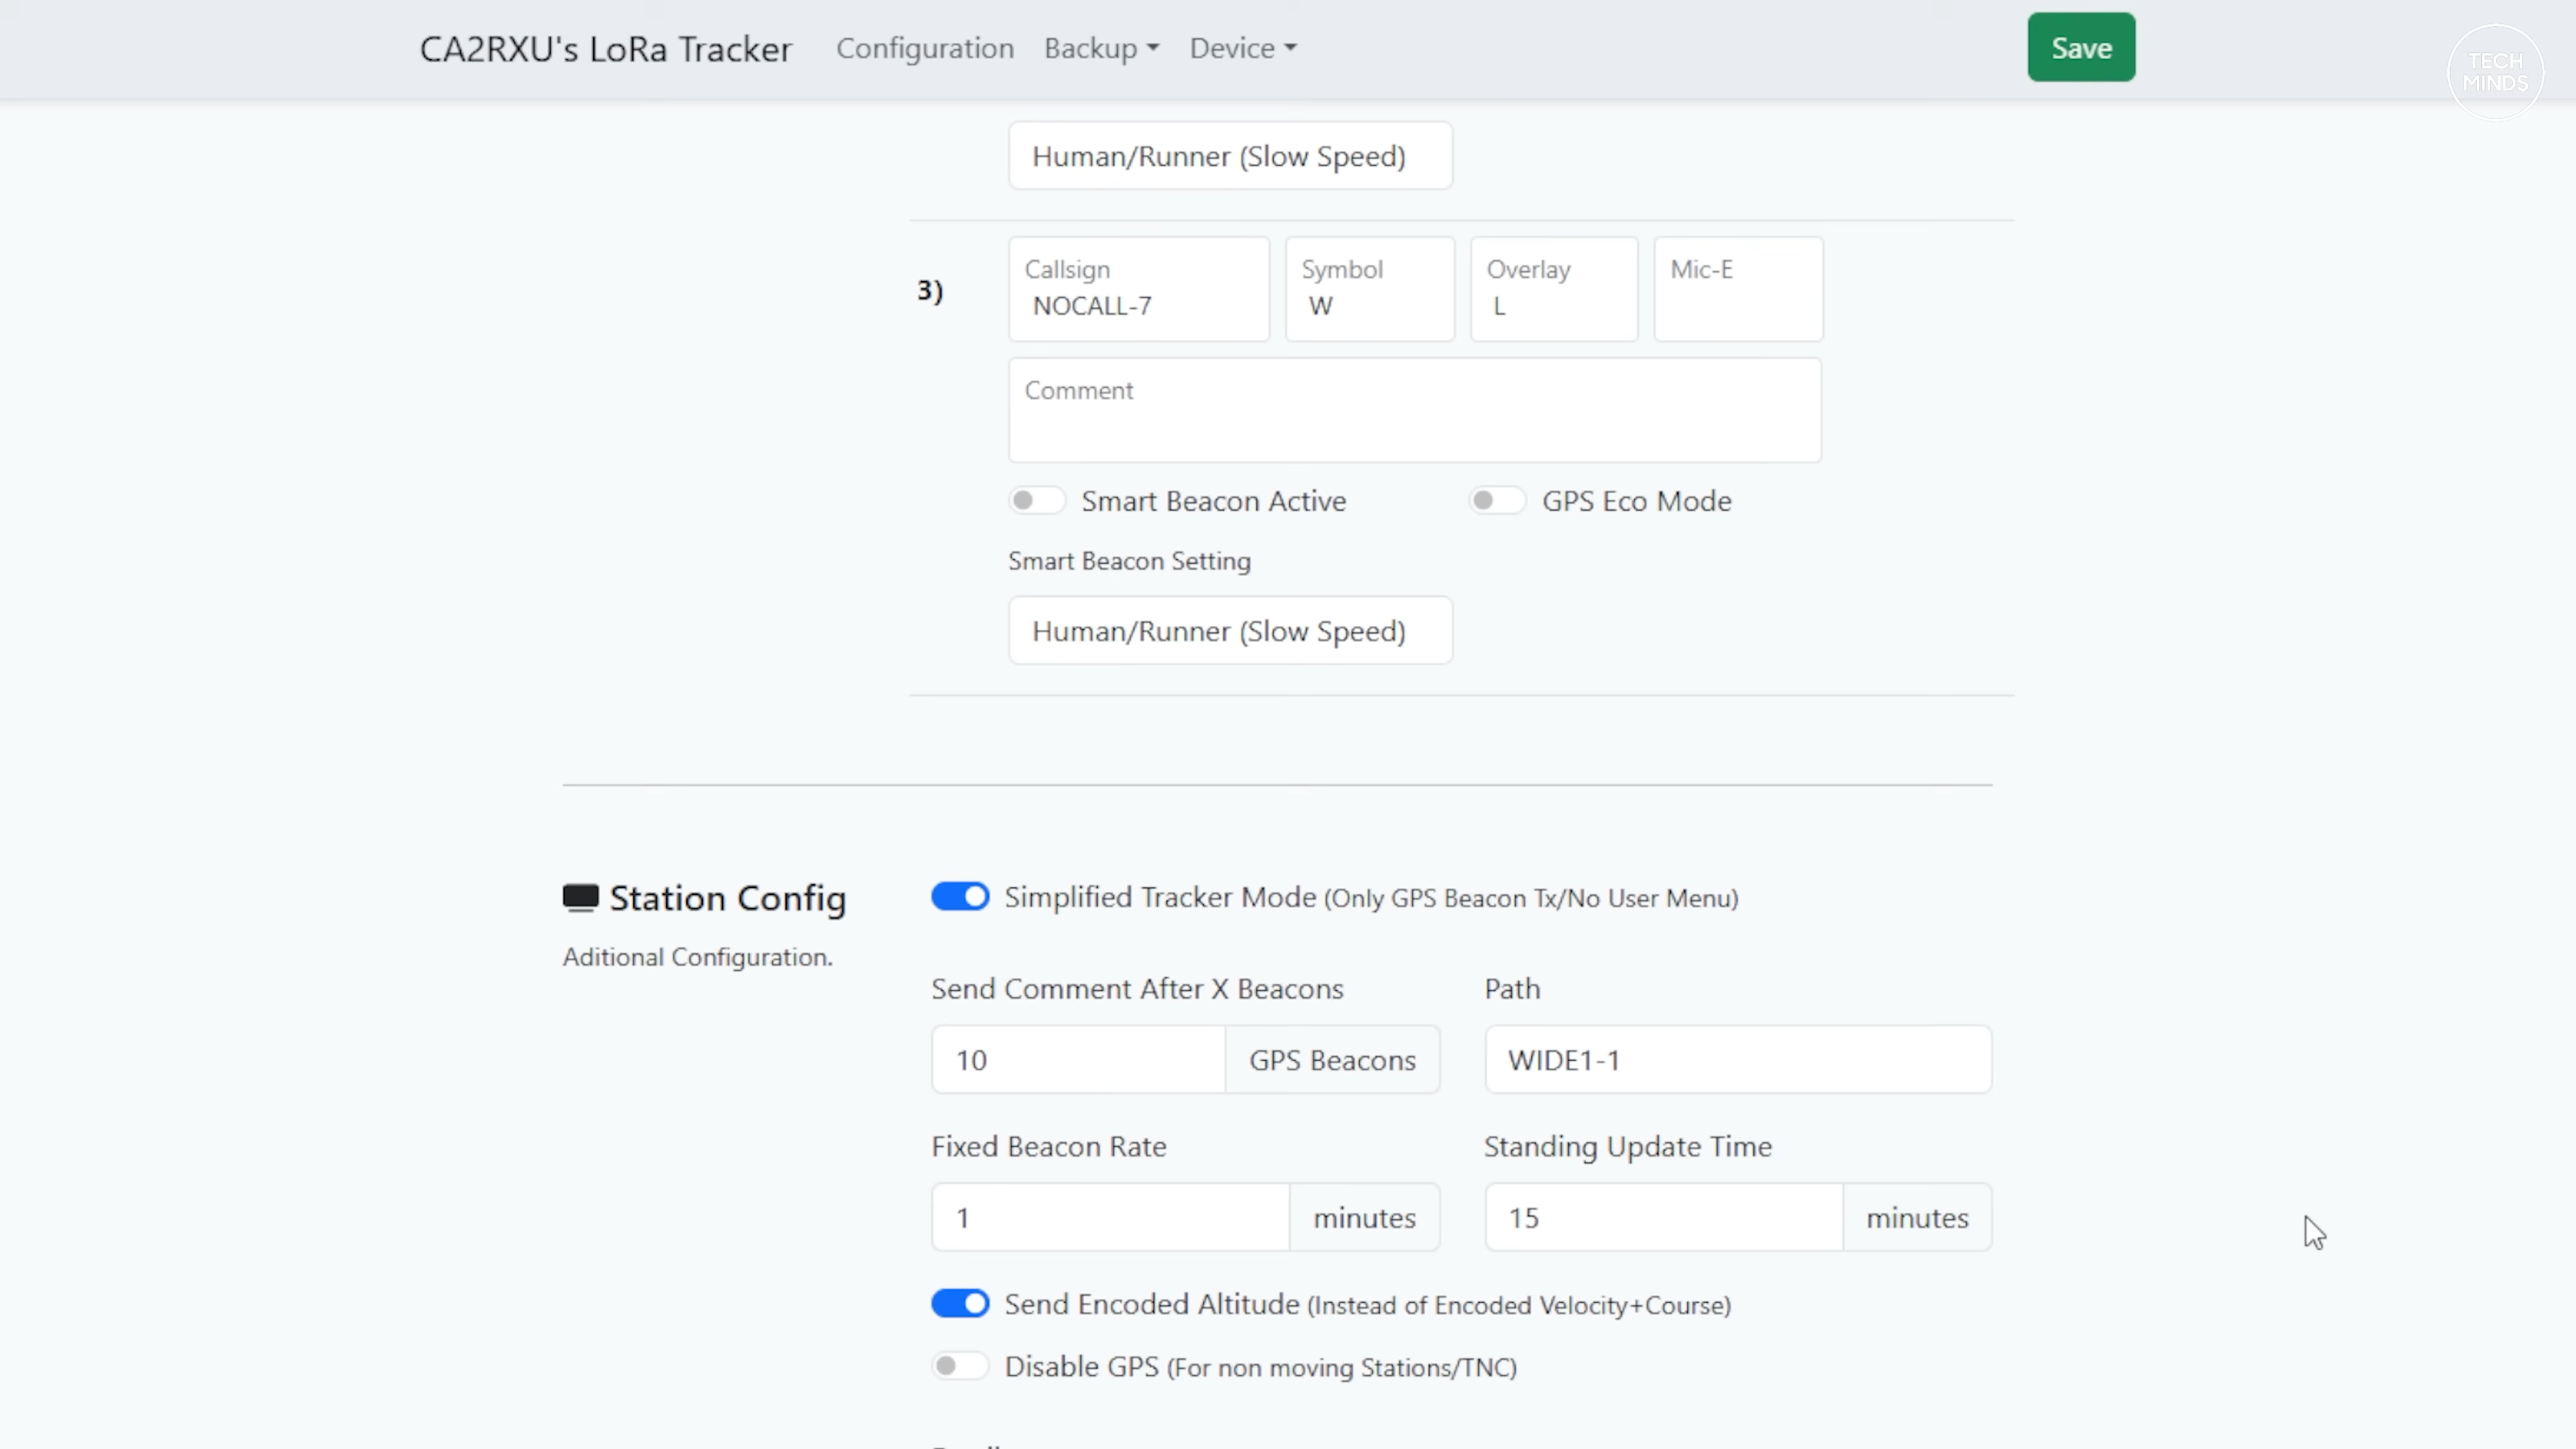 CA2RXU's LoRa Tracker Configuration Backup Device Save
TECH
MINDS
Human/Runner (Slow Speed)
3)
Callsign Symbol Overlay Mic-E
NOCALL-7 W L
Comment
Smart Beacon Active GPS Eco Mode
Smart Beacon Setting
Human/Runner (Slow Speed)
Station Config
Aditional Configuration.
Simplified Tracker Mode (Only GPS Beacon Tx/No User Menu)
Send Comment After X Beacons Path
10 GPS Beacons WIDE1-1
Fixed Beacon Rate Standing Update Time
1 minutes 15 minutes
Send Encoded Altitude (Instead of Encoded Velocity+Course)
Disable GPS (For non moving Stations/TNC)